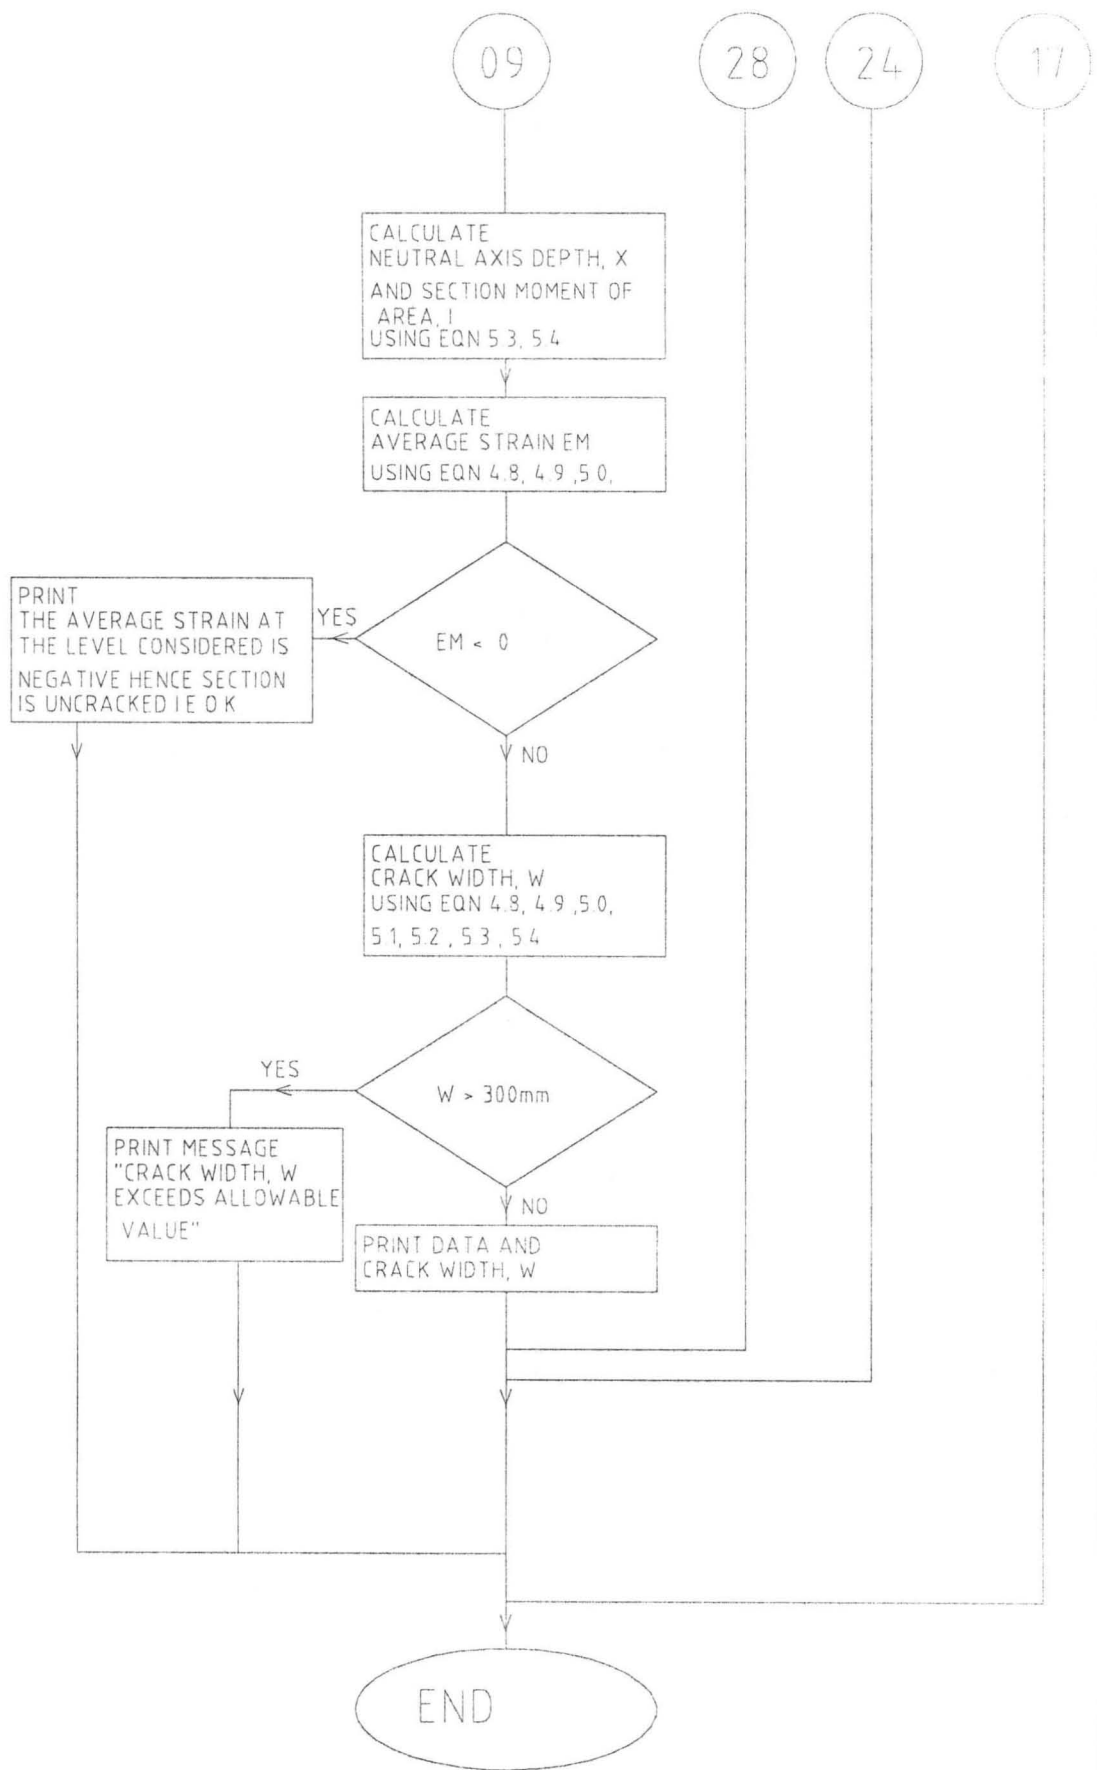 09
28
24
17
CALCULATE
NEUTRAL AXIS DEPTH, X
AND SECTION MOMENT OF
AREA, I
USING EQN 5.3, 5.4
CALCULATE
AVERAGE STRAIN EM
USING EQN 4.8, 4.9 ,5.0,
EM < 0
YES
PRINT
THE AVERAGE STRAIN AT
THE LEVEL CONSIDERED IS
NEGATIVE HENCE SECTION
IS UNCRACKED I E O K
NO
CALCULATE
CRACK WIDTH, W
USING EQN 4.8, 4.9 ,5.0,
5.1, 5.2 , 5.3 , 5.4
YES
W > 300mm
PRINT MESSAGE
"CRACK WIDTH, W
EXCEEDS ALLOWABLE
VALUE"
NO
PRINT DATA AND
CRACK WIDTH, W
END